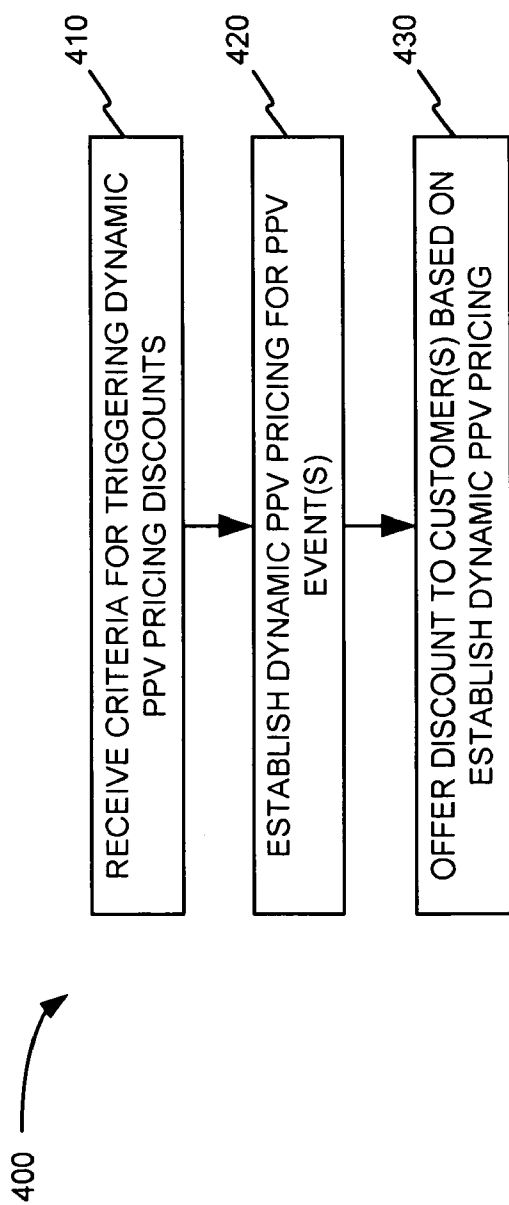 400
RECEIVE CRITERIA FOR TRIGGERING DYNAMIC
PPV PRICING DISCOUNTS
410
ESTABLISH DYNAMIC PPV PRICING FOR PPV
EVENT(S)
420
OFFER DISCOUNT TO CUSTOMER(S) BASED ON
ESTABLISH DYNAMIC PPV PRICING
430